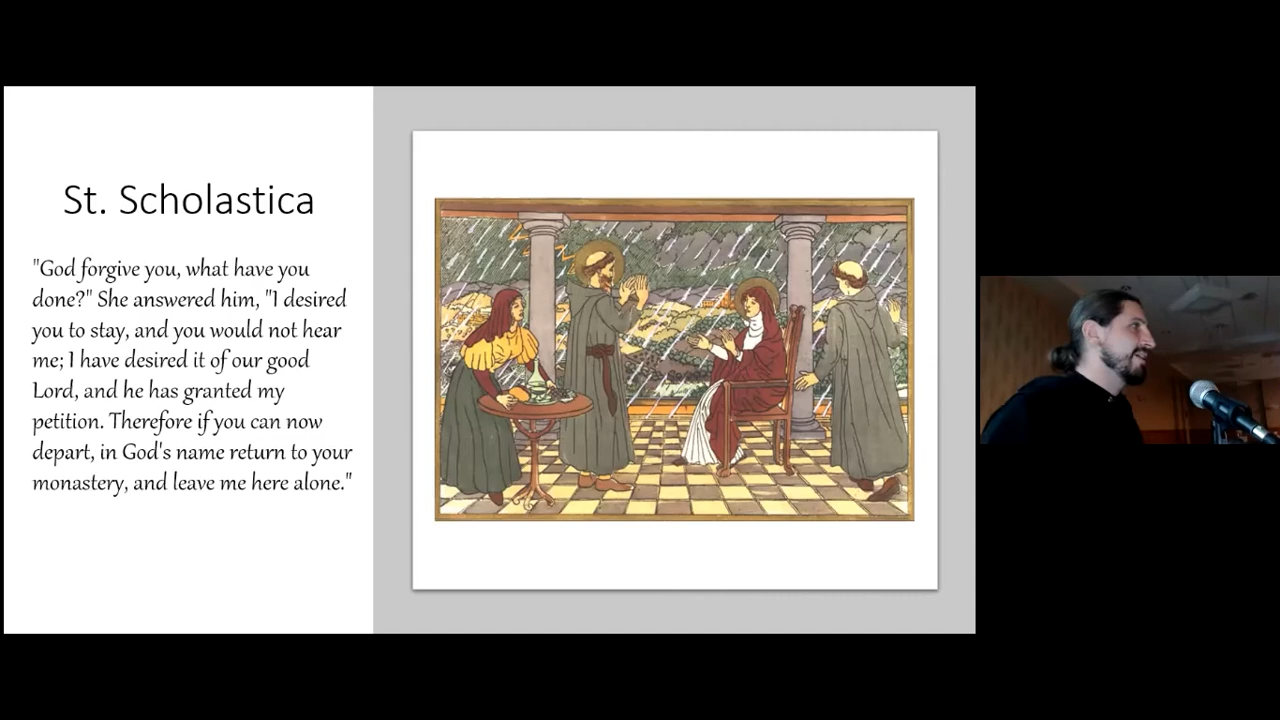 St. Scholastica
"God forgive you, what have you
done?" She answered him, "I desired
you to stay, and you would not hear
me; I have desired it of our good
Lord, and he has granted my
petition. Therefore if you can now
depart, in God's name return to your
monastery, and leave me here alone."